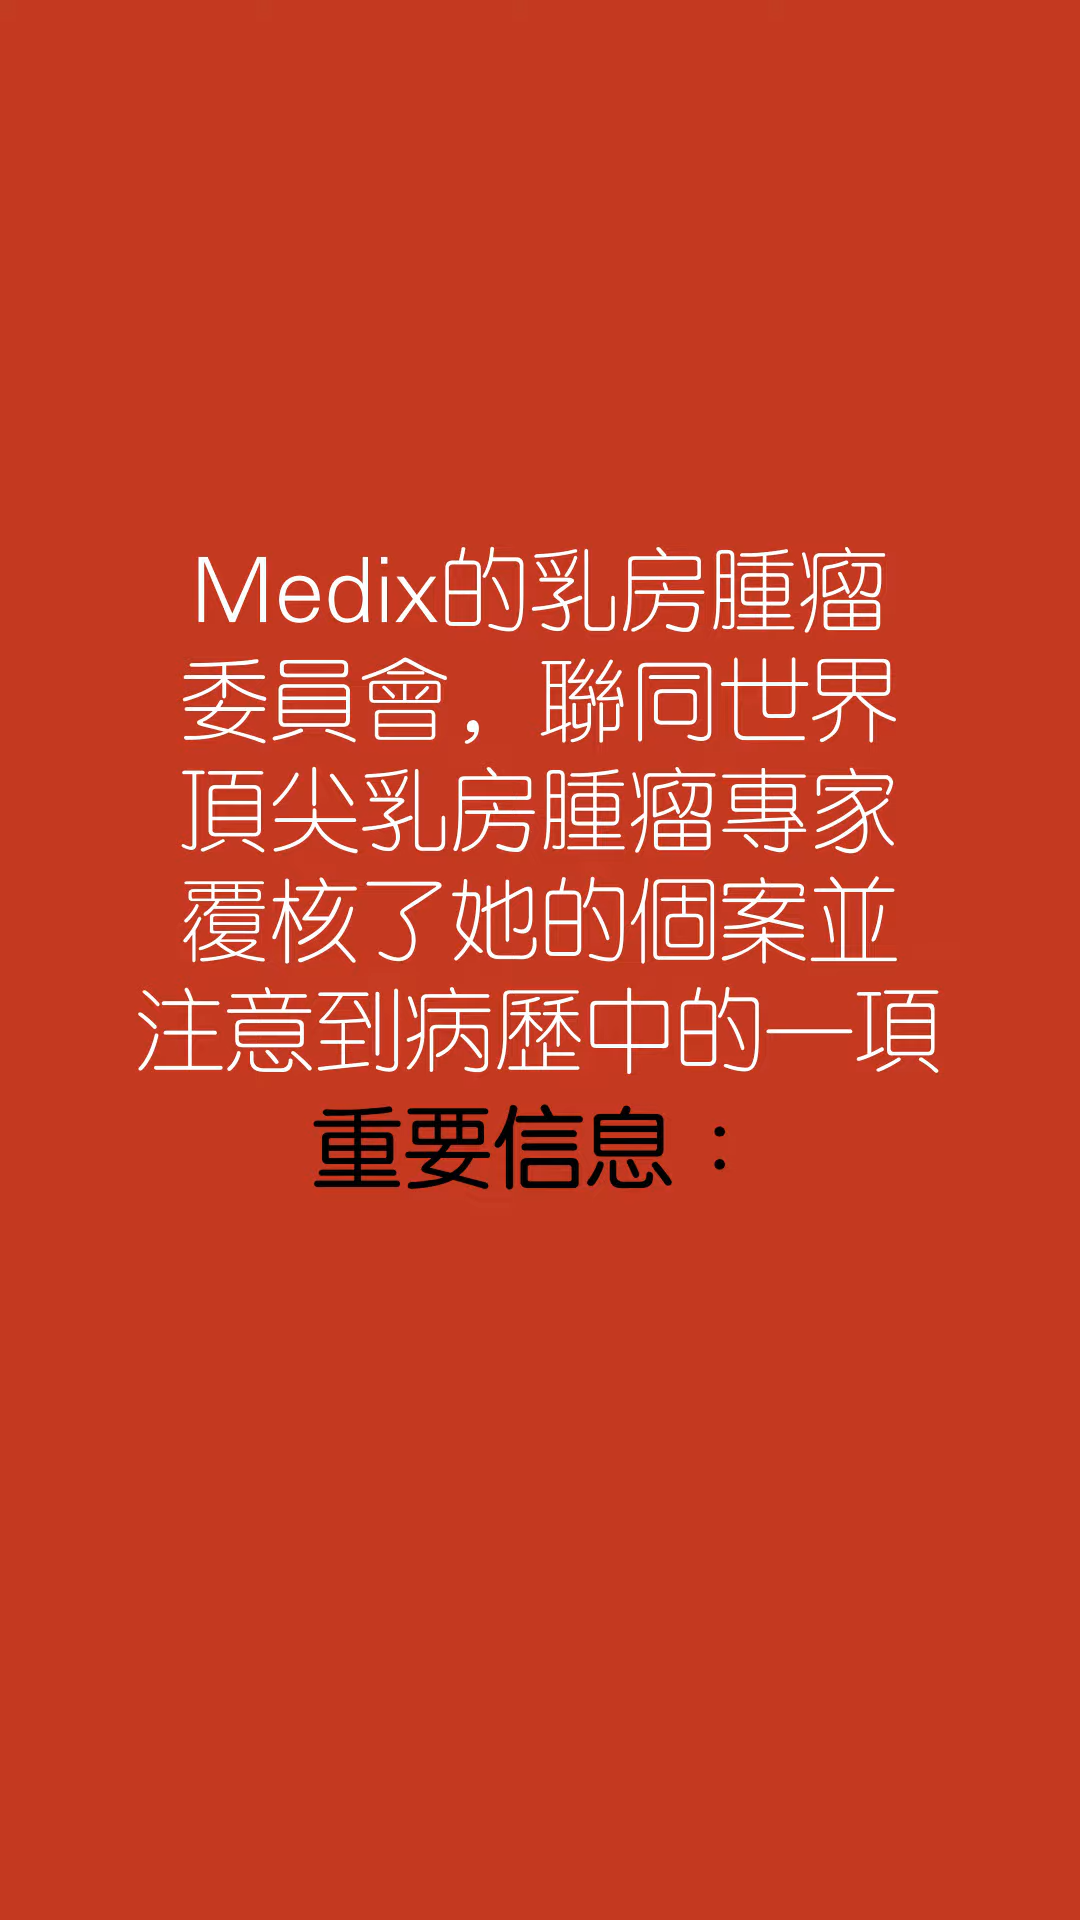 Medix的乳房腫瘤
委員會，聯同世界
頂尖乳房腫瘤專家
覆核了她的個案並
注意到病歷中的一項
重要信息：